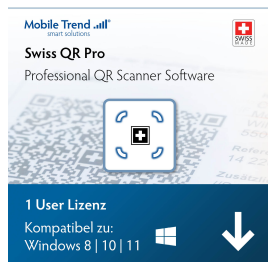 Mobile Trend
smart solutions
SWISS
MADE
Swiss QR Pro
Professional QR Scanner Software
1 User Lizenz
Kompatibel zu:
Windows 8 | 10 | 11